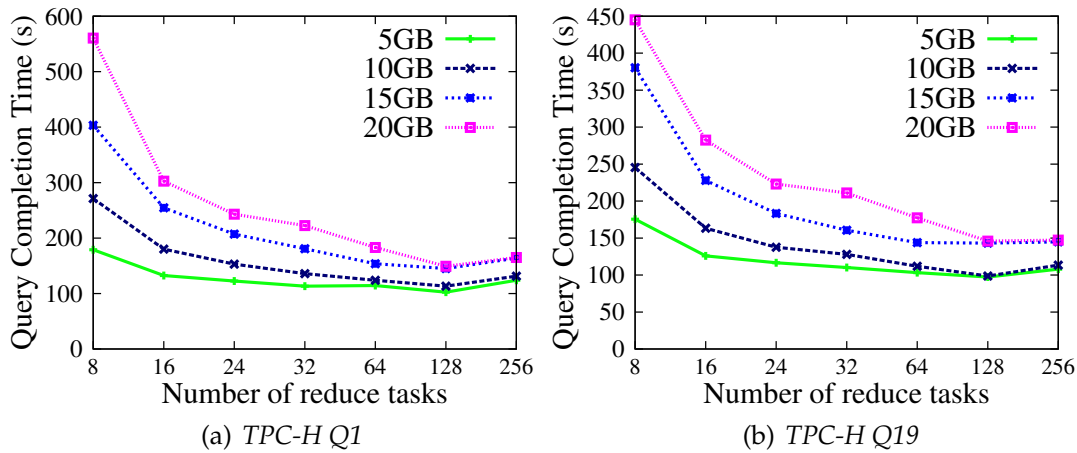 600
500
400
300
200
100
0
Query Completion Time (s)
5GB
10GB
15GB
20GB
8 16 24 32 64 128 256
Number of reduce tasks
(a) TPC-H Q1
450
400
350
300
250
200
150
100
50
0
Query Completion Time (s)
5GB
10GB
15GB
20GB
8 16 24 32 64 128 256
Number of reduce tasks
(b) TPC-H Q19